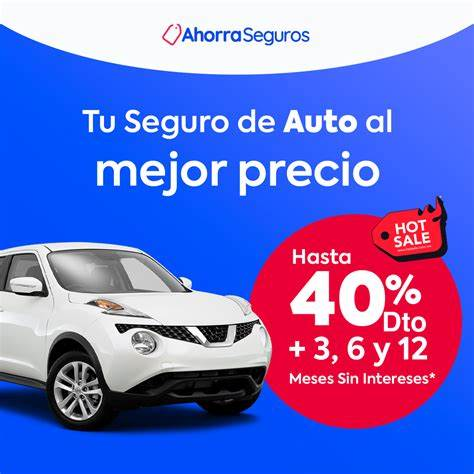 AhorraSeguros
Tu Seguro de Auto al
mejor precio
HOT
SALE
Hasta
40%
Dto
+ 3, 6 y 12
Meses Sin Intereses*